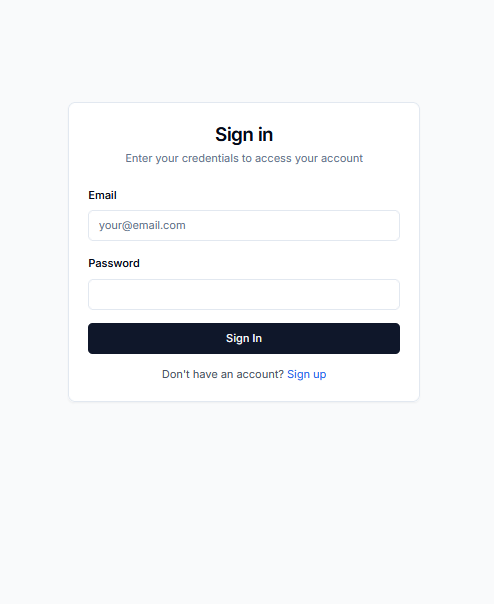 Sign in
Enter your credentials to access your account
Email
your@email.com
Password
Sign In
Don't have an account? Sign up